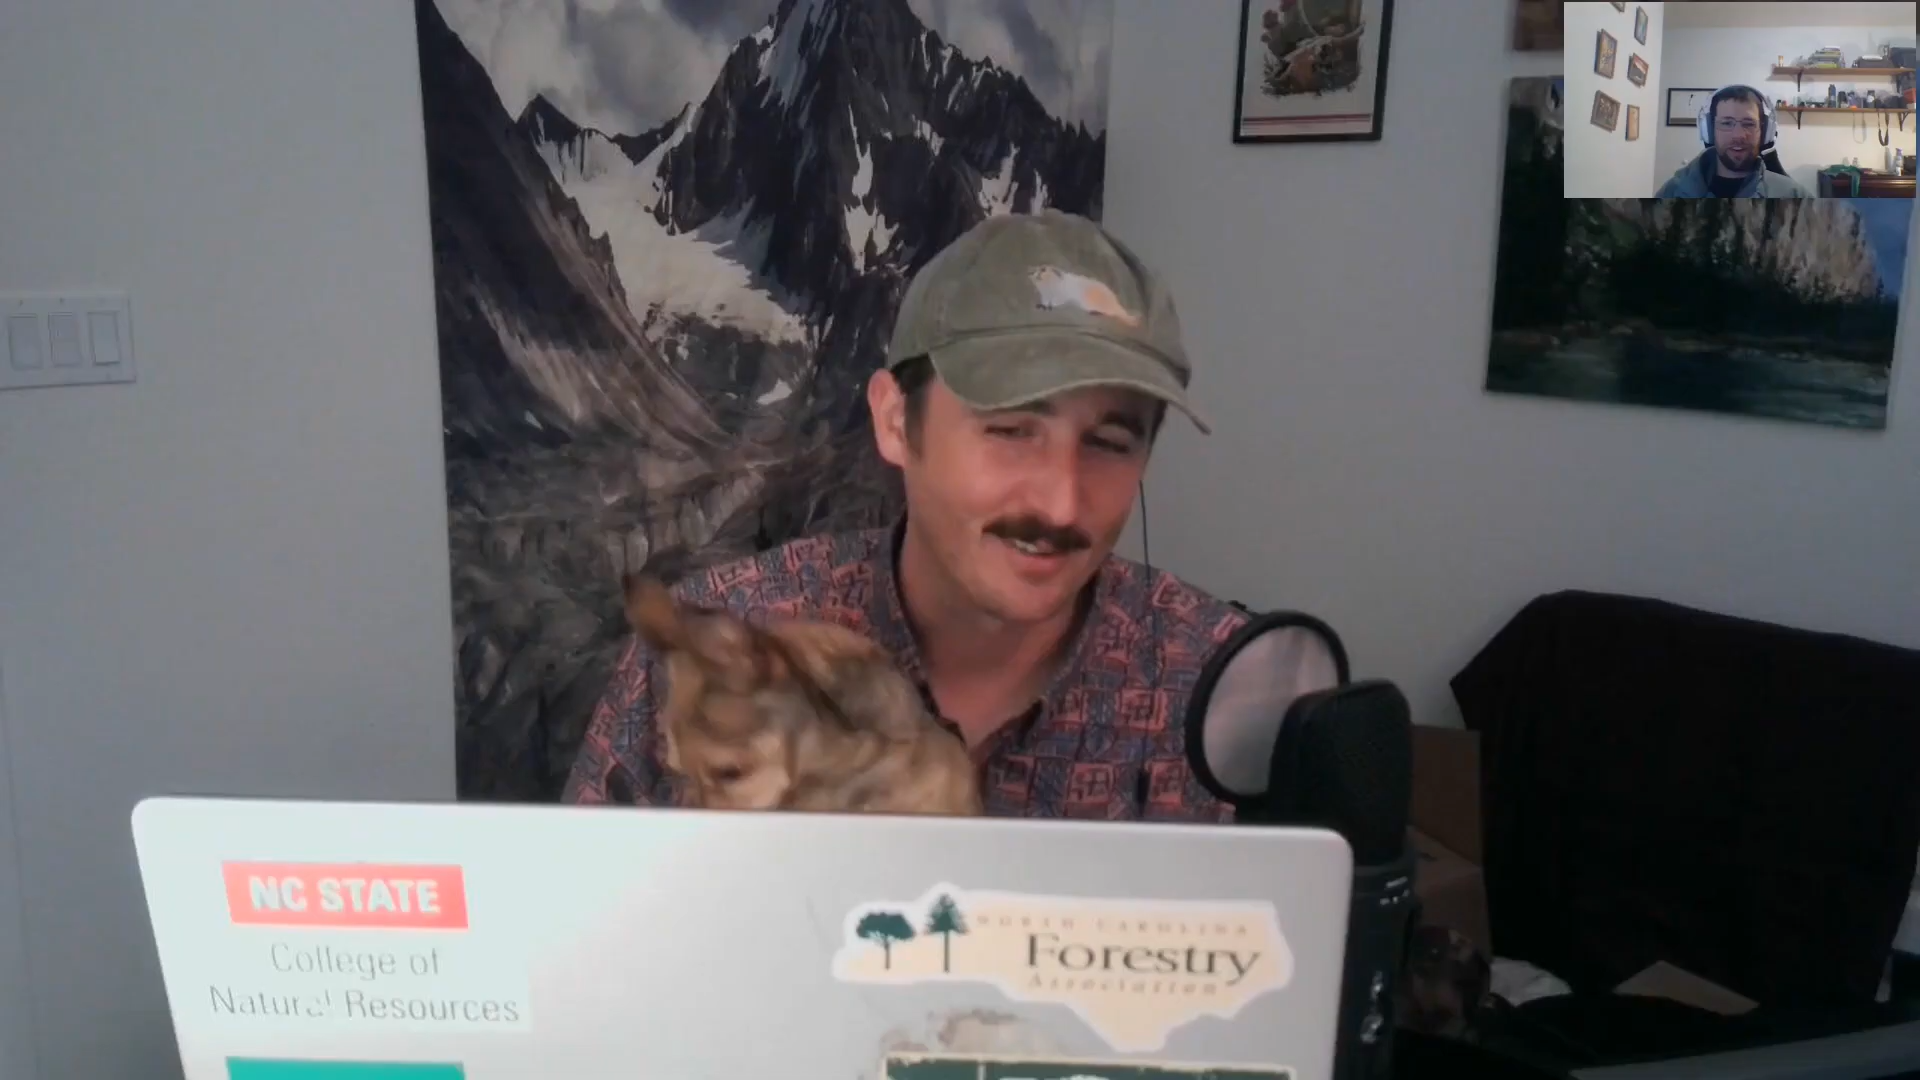 NC STATE
College of
Natural Resources
NORTH CAROLINA
Forestry
Association